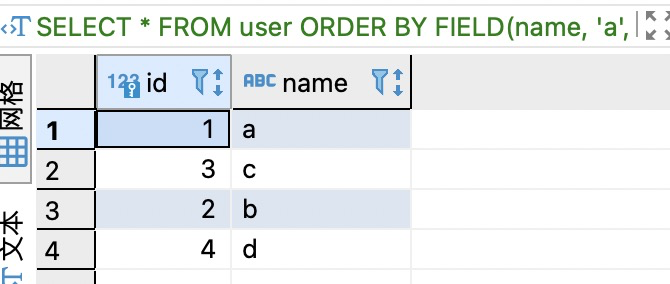 SELECT * FROM user ORDER BY FIELD(name, 'a',
网格
文本
123 id ABC name
1 1 a
2 3 c
3 2 b
4 4 d